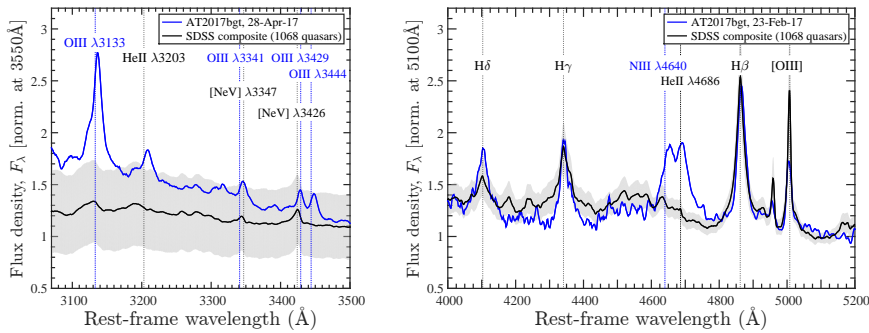 AT2017bgt, 28-Apr-17
SDSS composite (1068 quasars)
OIII λ3133
HeII λ3203
OIII λ3341
OIII λ3429
OIII λ3444
[NeV] λ3347
[NeV] λ3426
Flux density, Fλ [norm. at 3550Å]
3
2.5
2
1.5
1
0.5
3100
3200
3300
3400
3500
Rest-frame wavelength (Å)
AT2017bgt, 23-Feb-17
SDSS composite (1068 quasars)
Hδ
Hγ
NIII λ4640
HeII λ4686
Hβ
[OIII]
Flux density, Fλ [norm. at 5100Å]
3
2.5
2
1.5
1
0.5
4000
4200
4400
4600
4800
5000
5200
Rest-frame wavelength (Å)